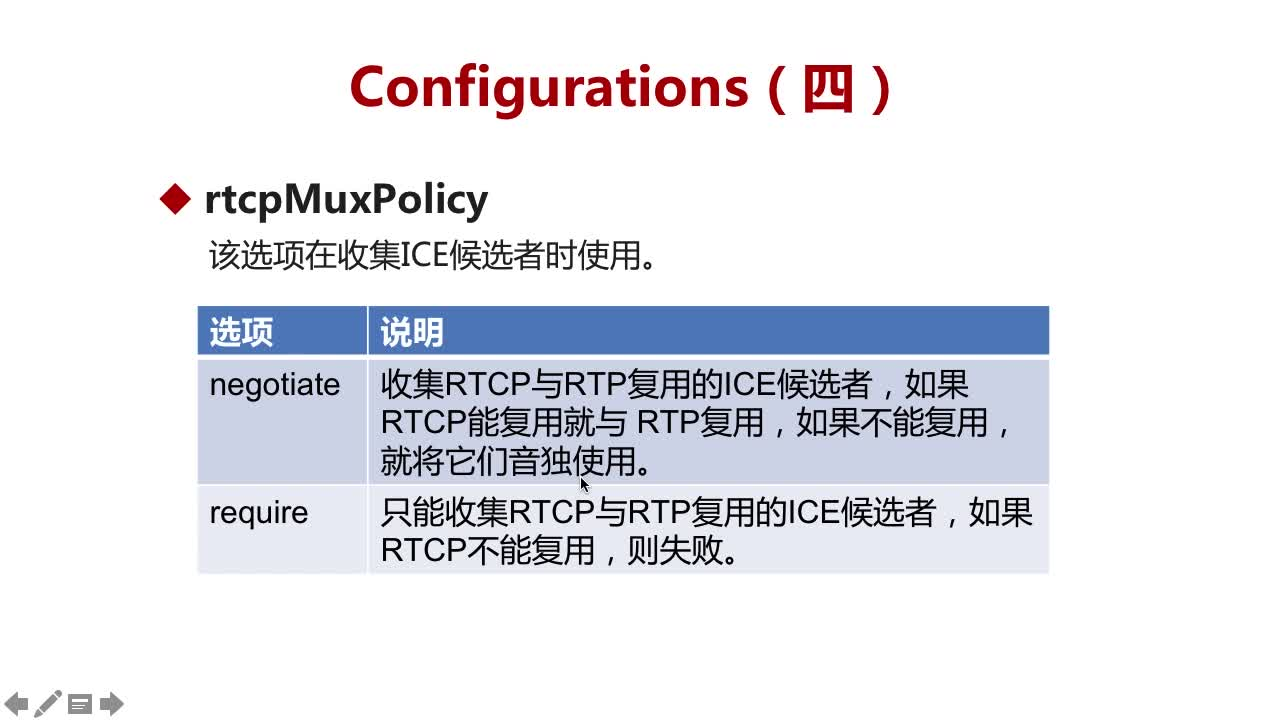 Configurations（四）
rtcpMuxPolicy
该选项在收集ICE候选者时使用。
选项
说明
negotiate
收集RTCP与RTP复用的ICE候选者，如果
RTCP能复用就与 RTP复用，如果不能复用，
就将它们音独使用。
require
只能收集RTCP与RTP复用的ICE候选者，如果
RTCP不能复用，则失败。